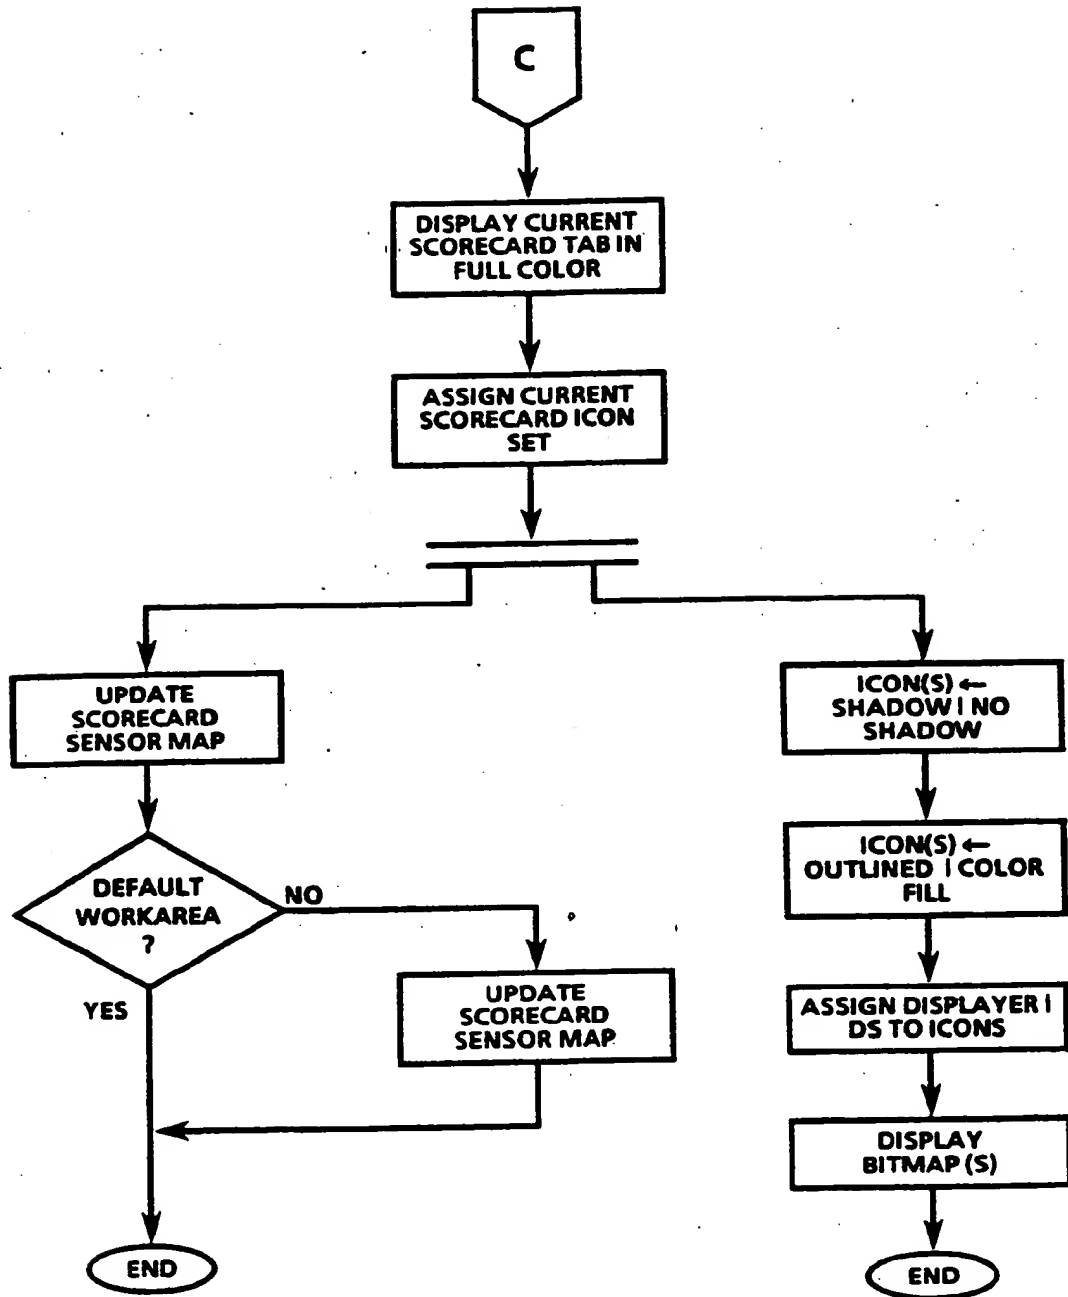 C
DISPLAY CURRENT
SCORECARD TAB IN
FULL COLOR
ASSIGN CURRENT
SCORECARD ICON
SET
UPDATE
SCORECARD
SENSOR MAP
DEFAULT
WORKAREA
?
NO
YES
UPDATE
SCORECARD
SENSOR MAP
END
ICON(S) ←
SHADOW | NO
SHADOW
ICON(S) ←
OUTLINED | COLOR
FILL
ASSIGN DISPLAYER I
DS TO ICONS
DISPLAY
BITMAP (S)
END